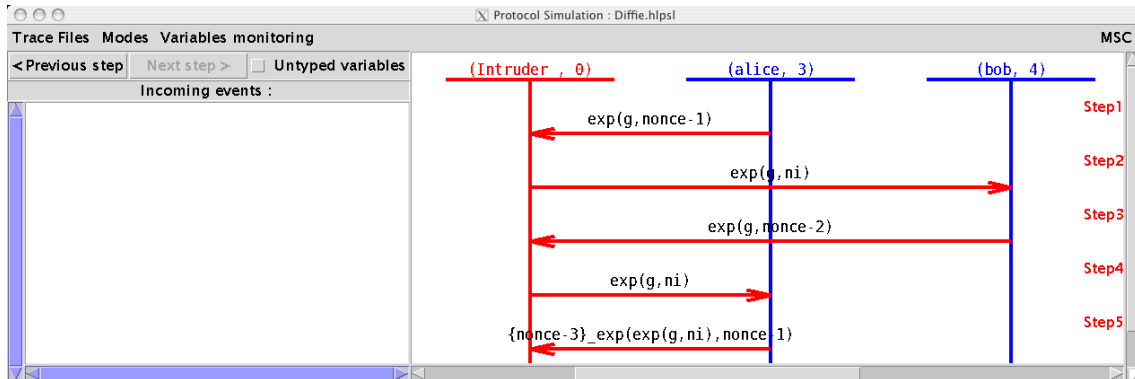 Protocol Simulation : Diffie.hlpsl
Trace Files Modes Variables monitoring MSC
<Previous step Next step > Untyped variables
Incoming events :
(Intruder , 0) (alice, 3) (bob, 4)
Step1
exp(g,nonce-1)
Step2
exp(g,ni)
Step3
exp(g,nonce-2)
Step4
exp(g,ni)
Step5
{nonce-3}_exp(exp(g,ni),nonce-1)